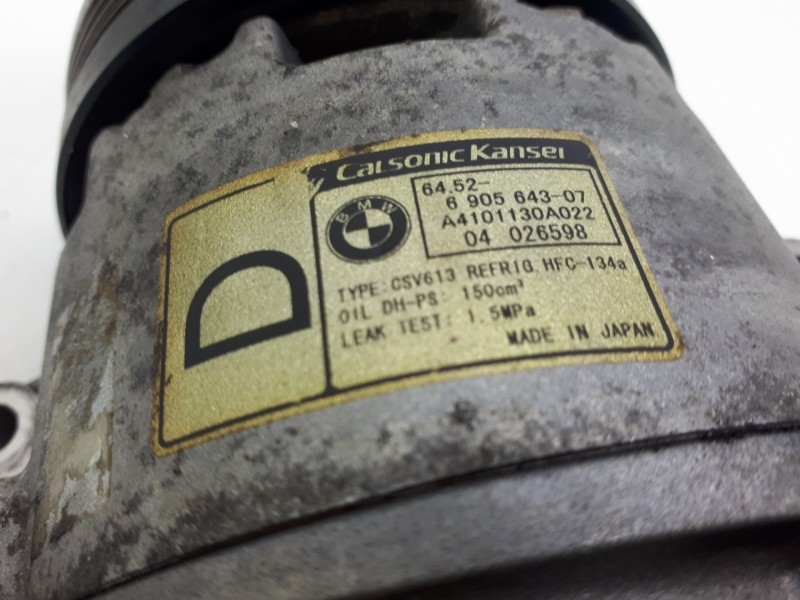 Calsonic Kansei
BMW
64.52-
6 905 643-07
A4101130A022
04 026598
D
TYPE: CSV613 REFRIG. HFC-134a
OIL DH-PS: 150cm³
LEAK TEST: 1.5MPa
MADE IN JAPAN